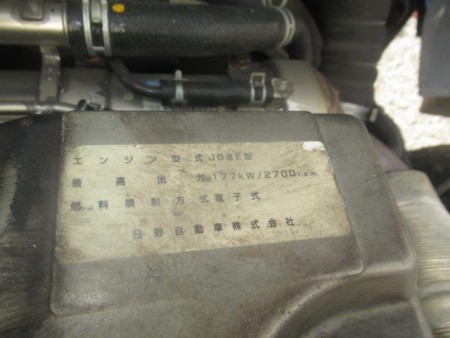 エンジン型式J08E型
最高出力177kW/2700rpm
燃料噴射方式電子式
日野自動車株式会社